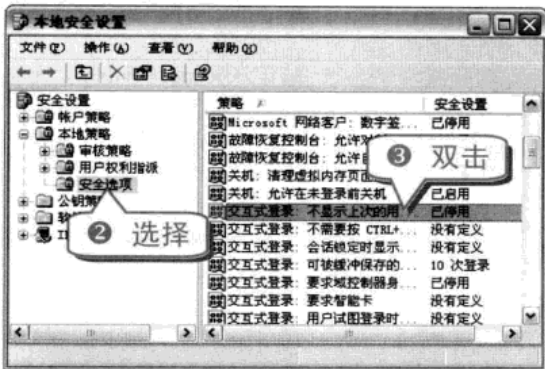 本地安全设置
文件(F) 操作(A) 查看(V) 帮助(H)
安全设置
帐户策略
本地策略
审核策略
用户权利指派
安全选项
公钥策
软
I
❷ 选择
策略 安全设置
Microsoft 网络客户: 数字签... 已停用
故障恢复控制台: 允许对
故障恢复控制台: 允许自
关机: 清理虚拟内存页面
关机: 允许在未登录前关机 已启用
交互式登录: 不显示上次的用 已停用
交互式登录: 不需要按 CTRL+... 没有定义
交互式登录: 会话锁定时显示... 没有定义
交互式登录: 可被缓冲保存的... 10 次登录
交互式登录: 要求域控制器身... 已停用
交互式登录: 要求智能卡 没有定义
交互式登录: 用户试图登录时... 没有定义
❸ 双击